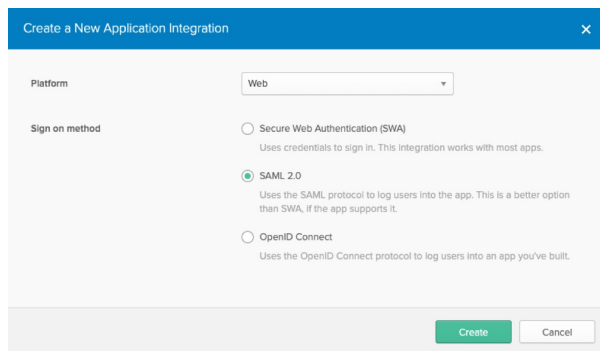 Create a New Application Integration
Platform
Web
Sign on method
Secure Web Authentication (SWA)
Uses credentials to sign in. This integration works with most apps.
SAML 2.0
Uses the SAML protocol to log users into the app. This is a better option
than SWA, if the app supports it.
OpenID Connect
Uses the OpenID Connect protocol to log users into an app you've built.
Create
Cancel